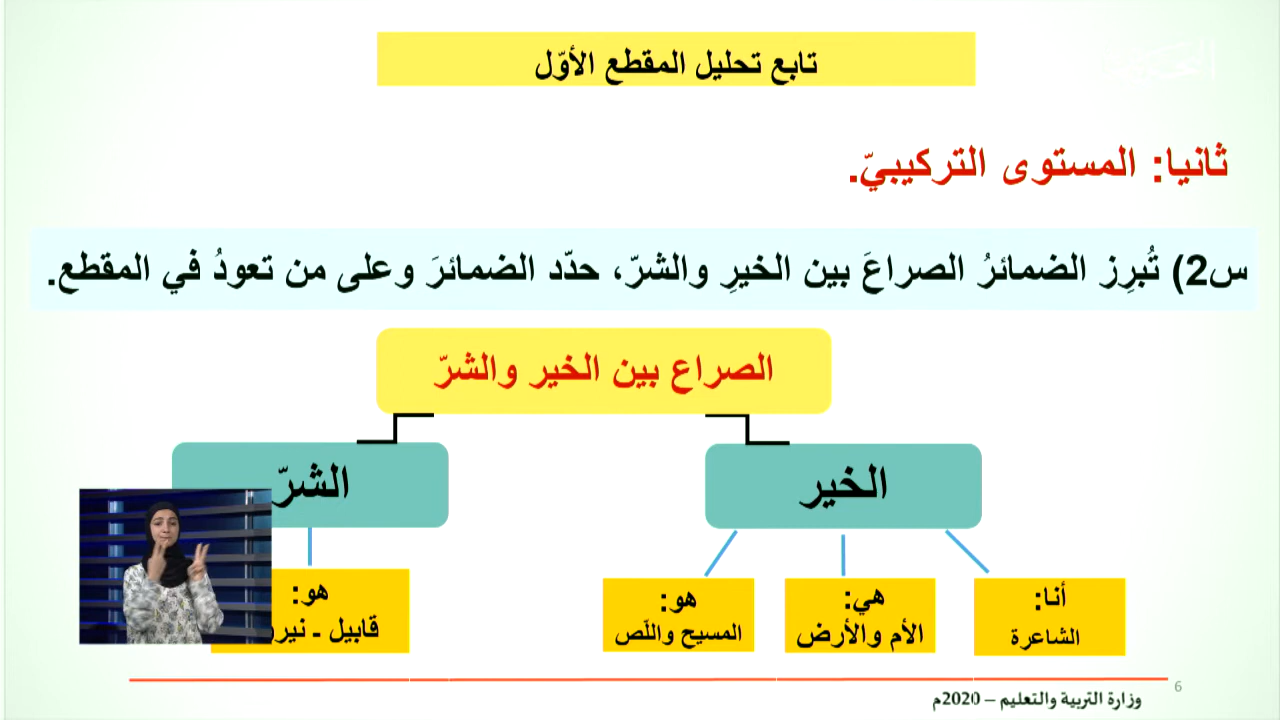 تابع تحليل المقطع الأوّل
ثانيا: المستوى التركيبيّ.
س2) تُبرِز الضمائرُ الصراعَ بين الخيرِ والشرّ، حدّد الضمائرَ وعلى من تعودُ في المقطع.
الصراع بين الخير والشرّ
الخير
الشرّ
أنا:
الشاعرة
هي:
الأم والأرض
هو:
المسيح والنّص
هو:
قابيل ـ
وزارة التربية والتعليم – 2020م
6